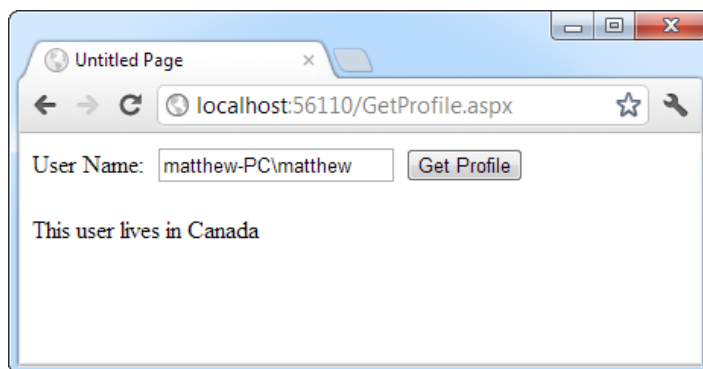 Untitled Page
localhost:56110/GetProfile.aspx
User Name: matthew-PC\matthew Get Profile
This user lives in Canada